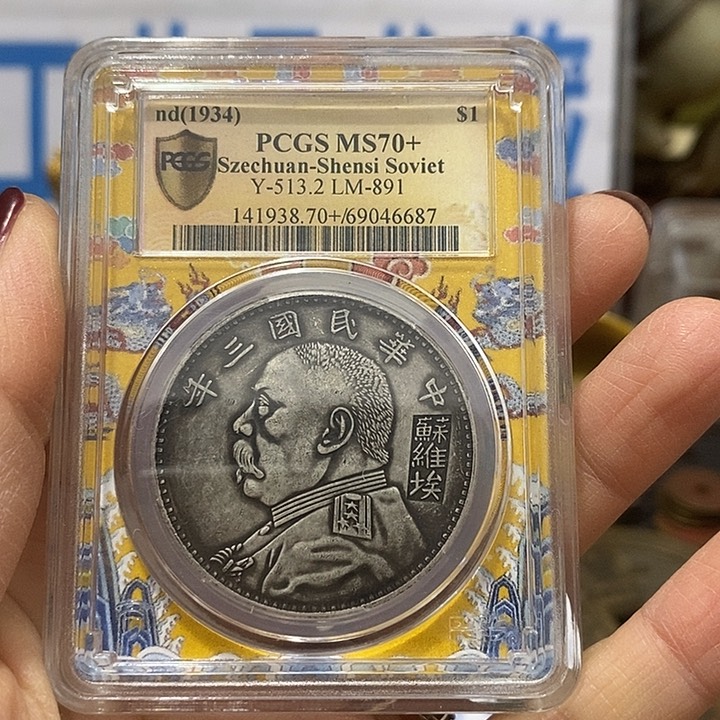 nd(1934) $1
PCGS MS70+
PCGS
Szechuan-Shensi Soviet
Y-513.2 LM-891
141938.70+/69046687
年三國民華中
蘇維埃